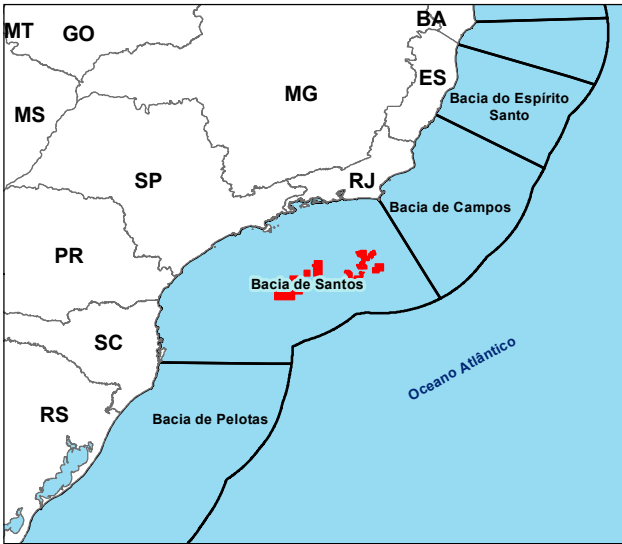 BA
MT
GO
ES
MG
Bacia do Espírito
Santo
MS
SP
RJ
Bacia de Campos
PR
Bacia de Santos
SC
Oceano Atlântico
RS
Bacia de Pelotas